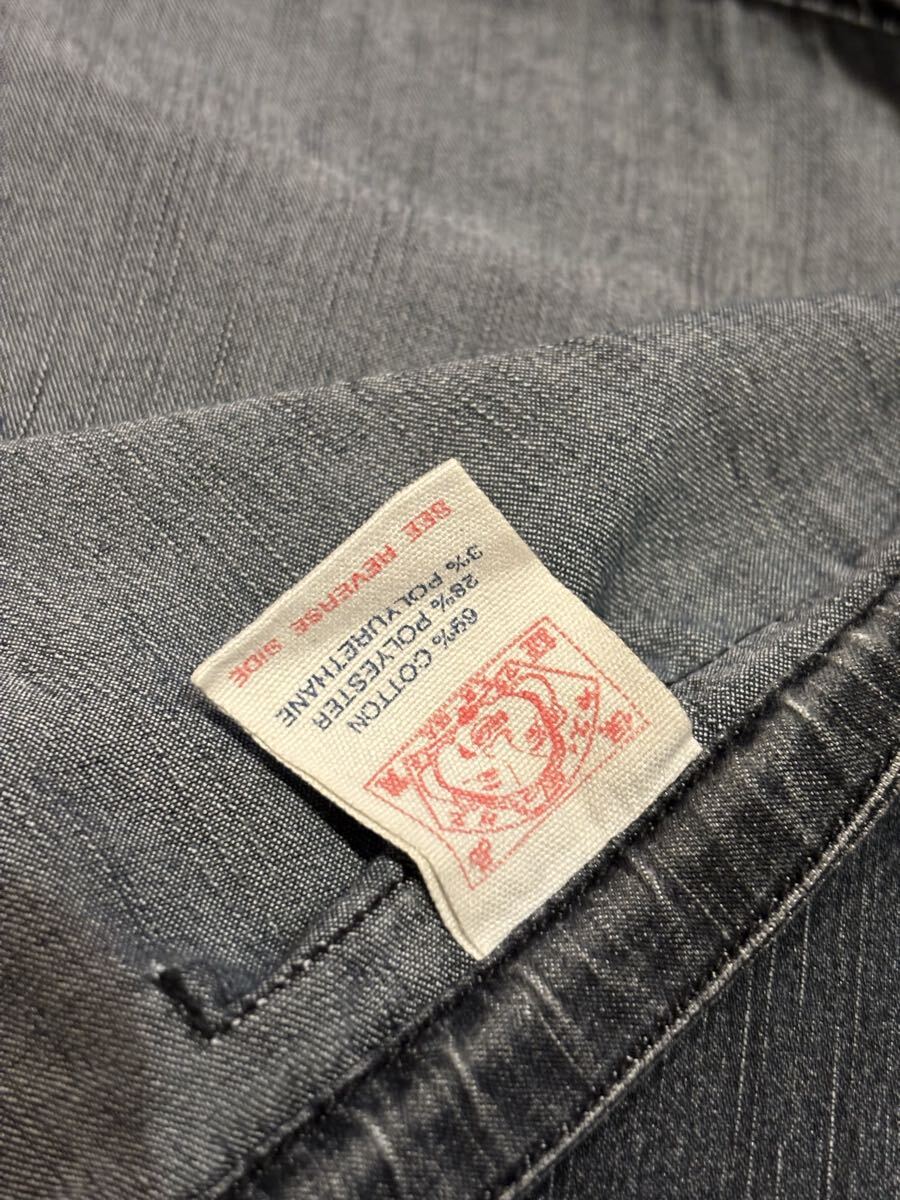 69% COTTON
28% POLYESTER
3% POLYURETHANE
SEE REVERSE SIDE